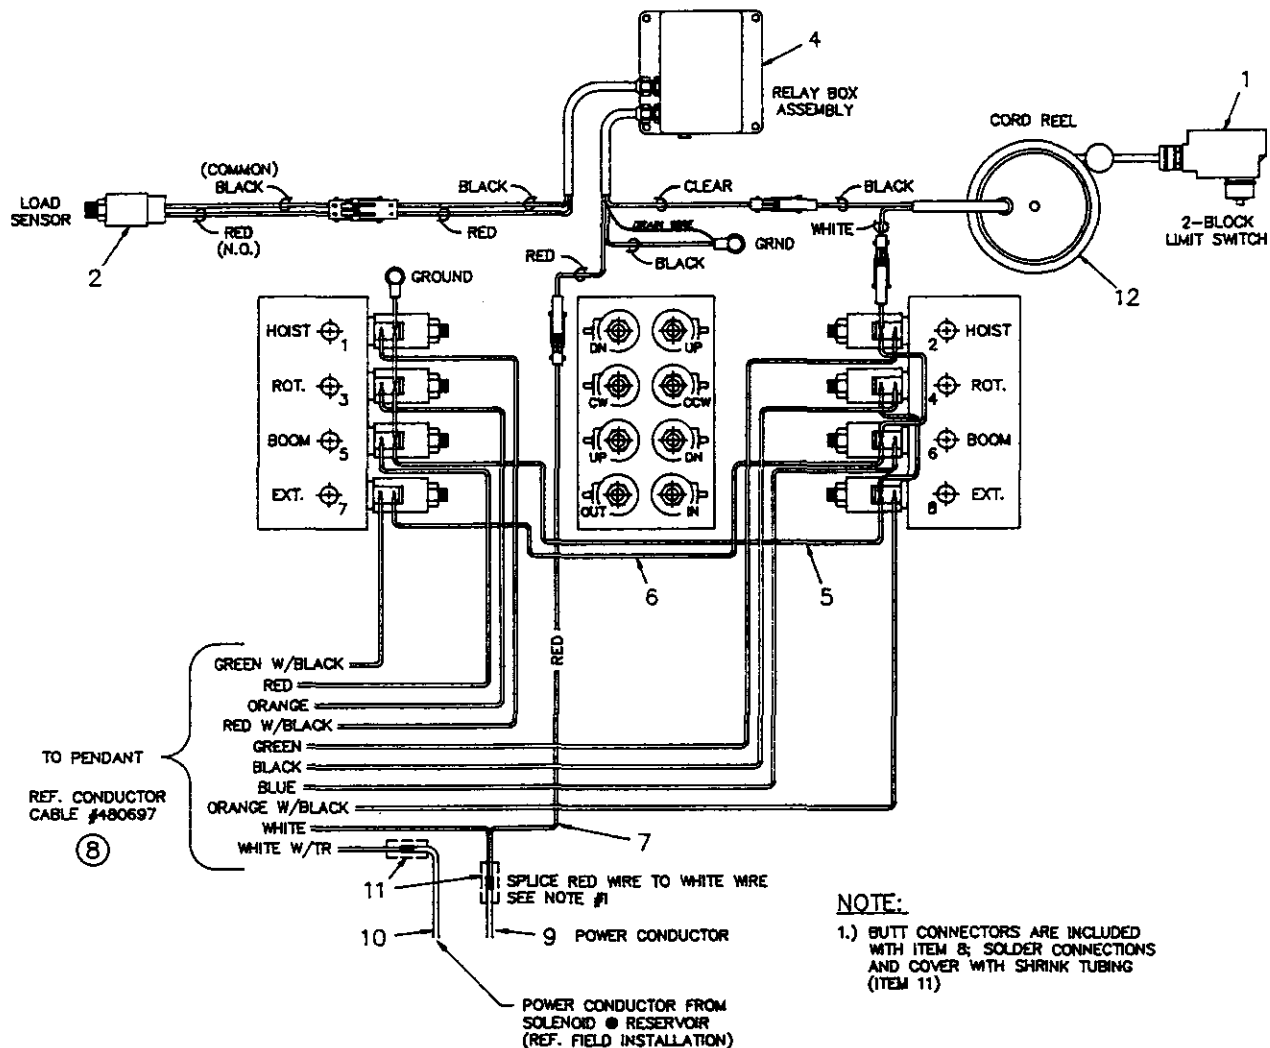 4
RELAY BOX
ASSEMBLY
1
CORD REEL
(COMMON)
BLACK
BLACK
CLEAR
BLACK
LOAD
SENSOR
RED
(N.O.)
RED
DRAIN WIRE
WHITE
2-BLOCK
LIMIT SWITCH
2
RED
BLACK
GRND
12
GROUND
HOIST
1
DN
UP
2
HOIST
ROT.
3
CW
CCW
4
ROT.
BOOM
5
UP
DN
6
BOOM
EXT.
7
OUT
IN
8
EXT.
6
5
RED
GREEN W/BLACK
RED
ORANGE
RED W/BLACK
GREEN
BLACK
BLUE
ORANGE W/BLACK
WHITE
WHITE W/TR
TO PENDANT
REF. CONDUCTOR
CABLE #480697
8
7
11
SPLICE RED WIRE TO WHITE WIRE
SEE NOTE #1
10
9 POWER CONDUCTOR
POWER CONDUCTOR FROM
SOLENOID @ RESERVOIR
(REF. FIELD INSTALLATION)
NOTE:
1.) BUTT CONNECTORS ARE INCLUDED
WITH ITEM 8; SOLDER CONNECTIONS
AND COVER WITH SHRINK TUBING
(ITEM 11)